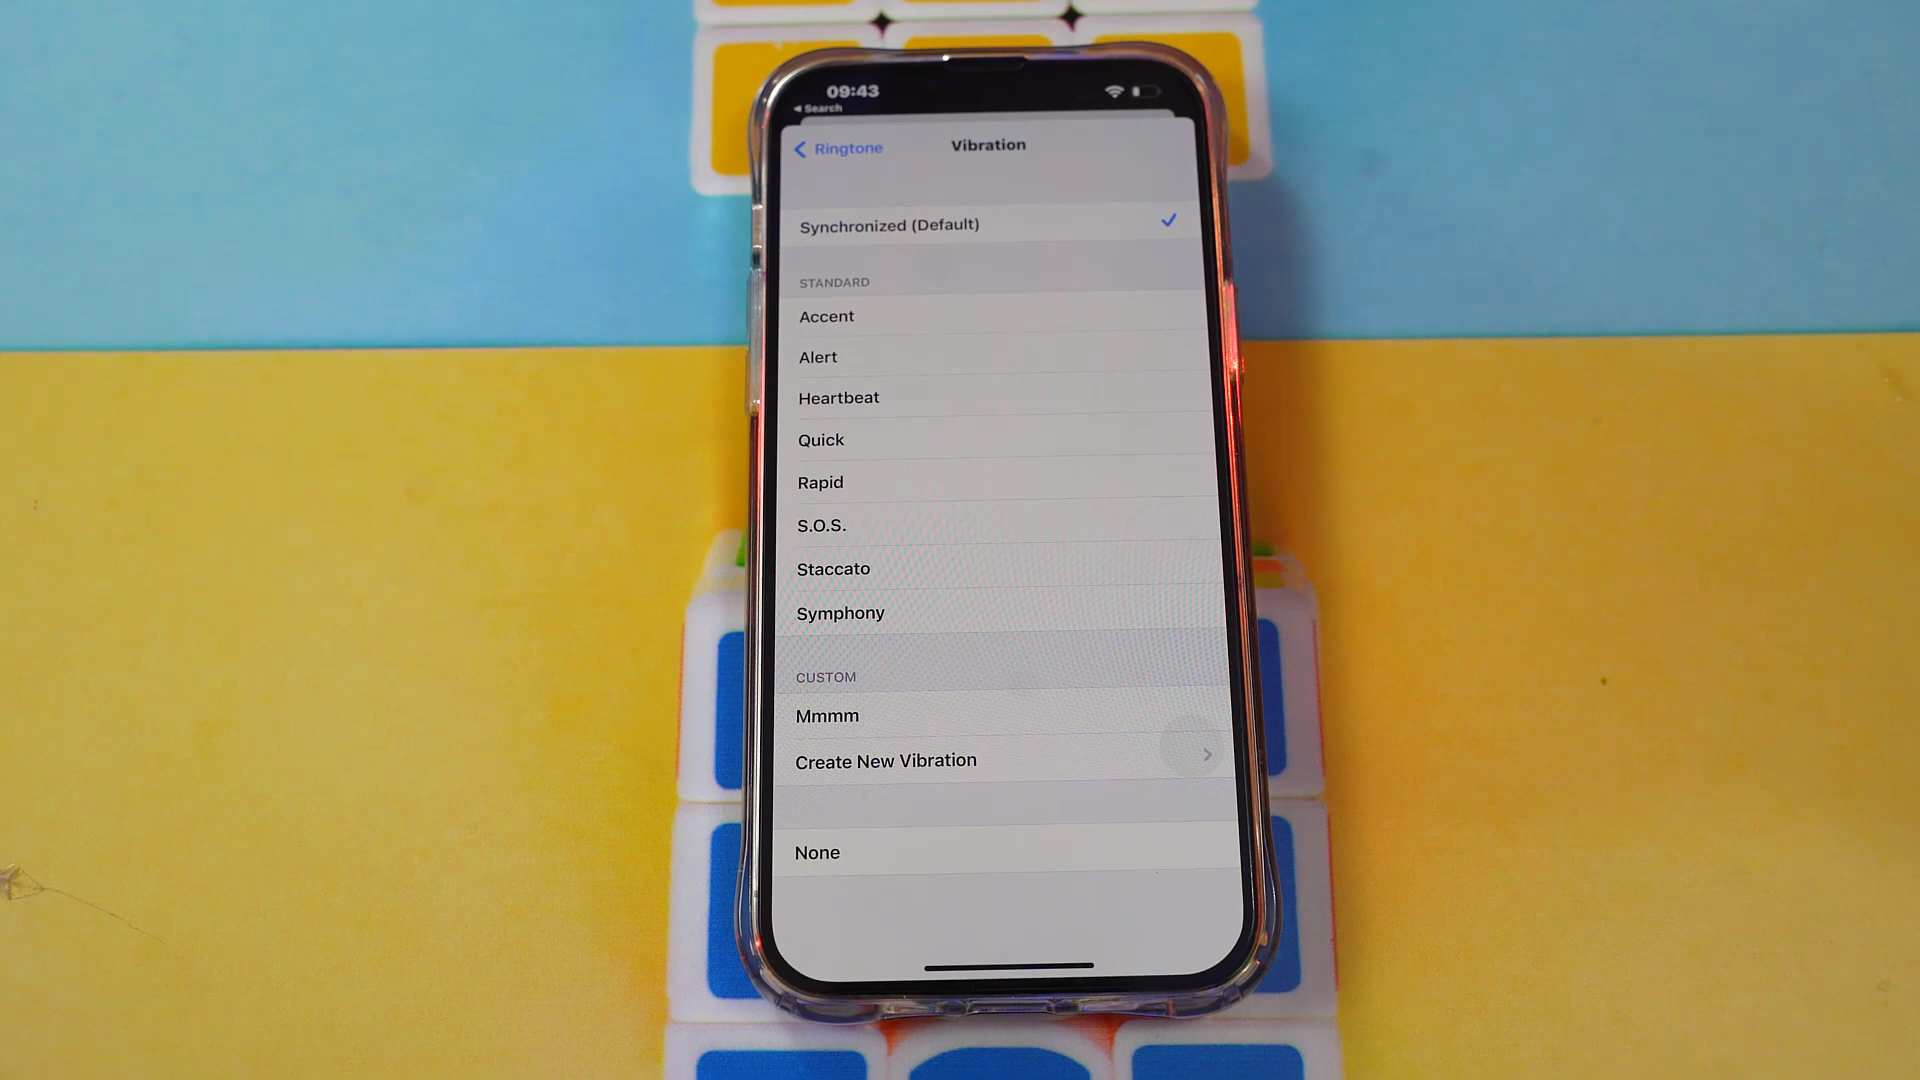 09:43
Search
Ringtone
Vibration
Synchronized (Default)
STANDARD
Accent
Alert
Heartbeat
Quick
Rapid
S.O.S.
Staccato
Symphony
CUSTOM
Mmmm
Create New Vibration
None